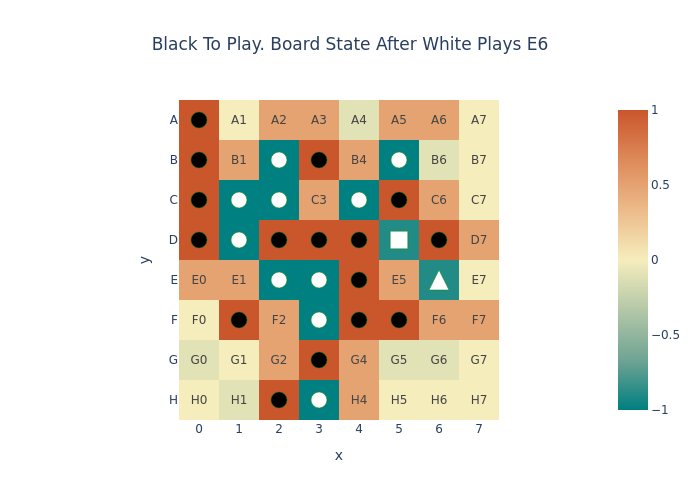 Black To Play. Board State After White Plays E6
A A1 A2 A3 A4 A5 A6 A7
B B1 B4 B6 B7
C C3 C6 C7
D D7
E E0 E1 E5 E7
F F0 F2 F6 F7
G G0 G1 G2 G4 G5 G6 G7
H H0 H1 H4 H5 H6 H7
0 1 2 3 4 5 6 7
x
y
1
0.5
0
−0.5
−1